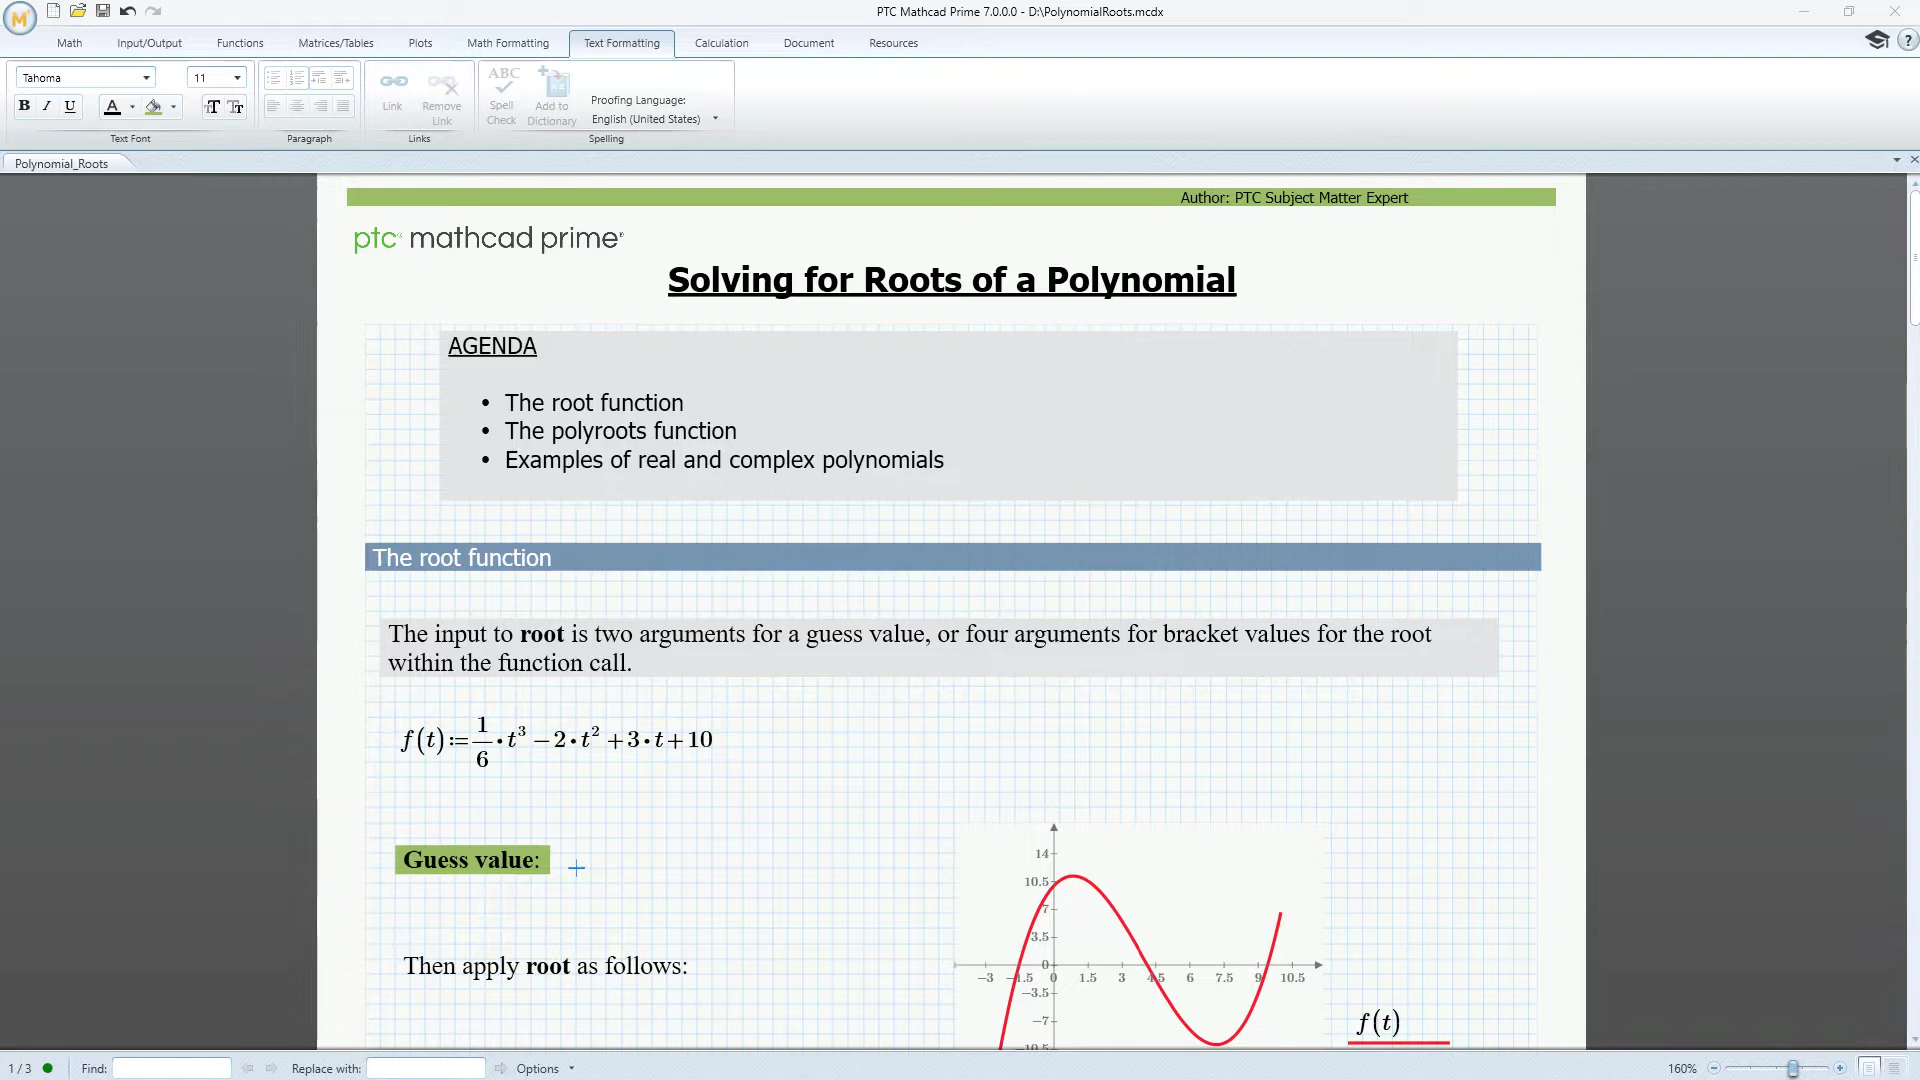 PTC Mathcad Prime 7.0.0.0 - D:\PolynomialRoots.mcdx
Math Input/Output Functions Matrices/Tables Plots Math Formatting Text Formatting Calculation Document Resources
Tahoma 11
B I U A
Link Remove Link
ABC Spell Check Add to Dictionary
Proofing Language:
English (United States)
Text Font Paragraph Links Spelling
Polynomial_Roots
Author: PTC Subject Matter Expert
ptc mathcad prime
Solving for Roots of a Polynomial
AGENDA
• The root function
• The polyroots function
• Examples of real and complex polynomials
The root function
The input to root is two arguments for a guess value, or four arguments for bracket values for the root
within the function call.
f(t):=1/6·t³−2·t²+3·t+10
Guess value:
Then apply root as follows:
14
10.5
7
3.5
0
−3 −1.5 0 1.5 3 4.5 6 7.5 9 10.5
−3.5
−7
−10.5
f(t)
1 / 3 Find: Replace with: Options 160%